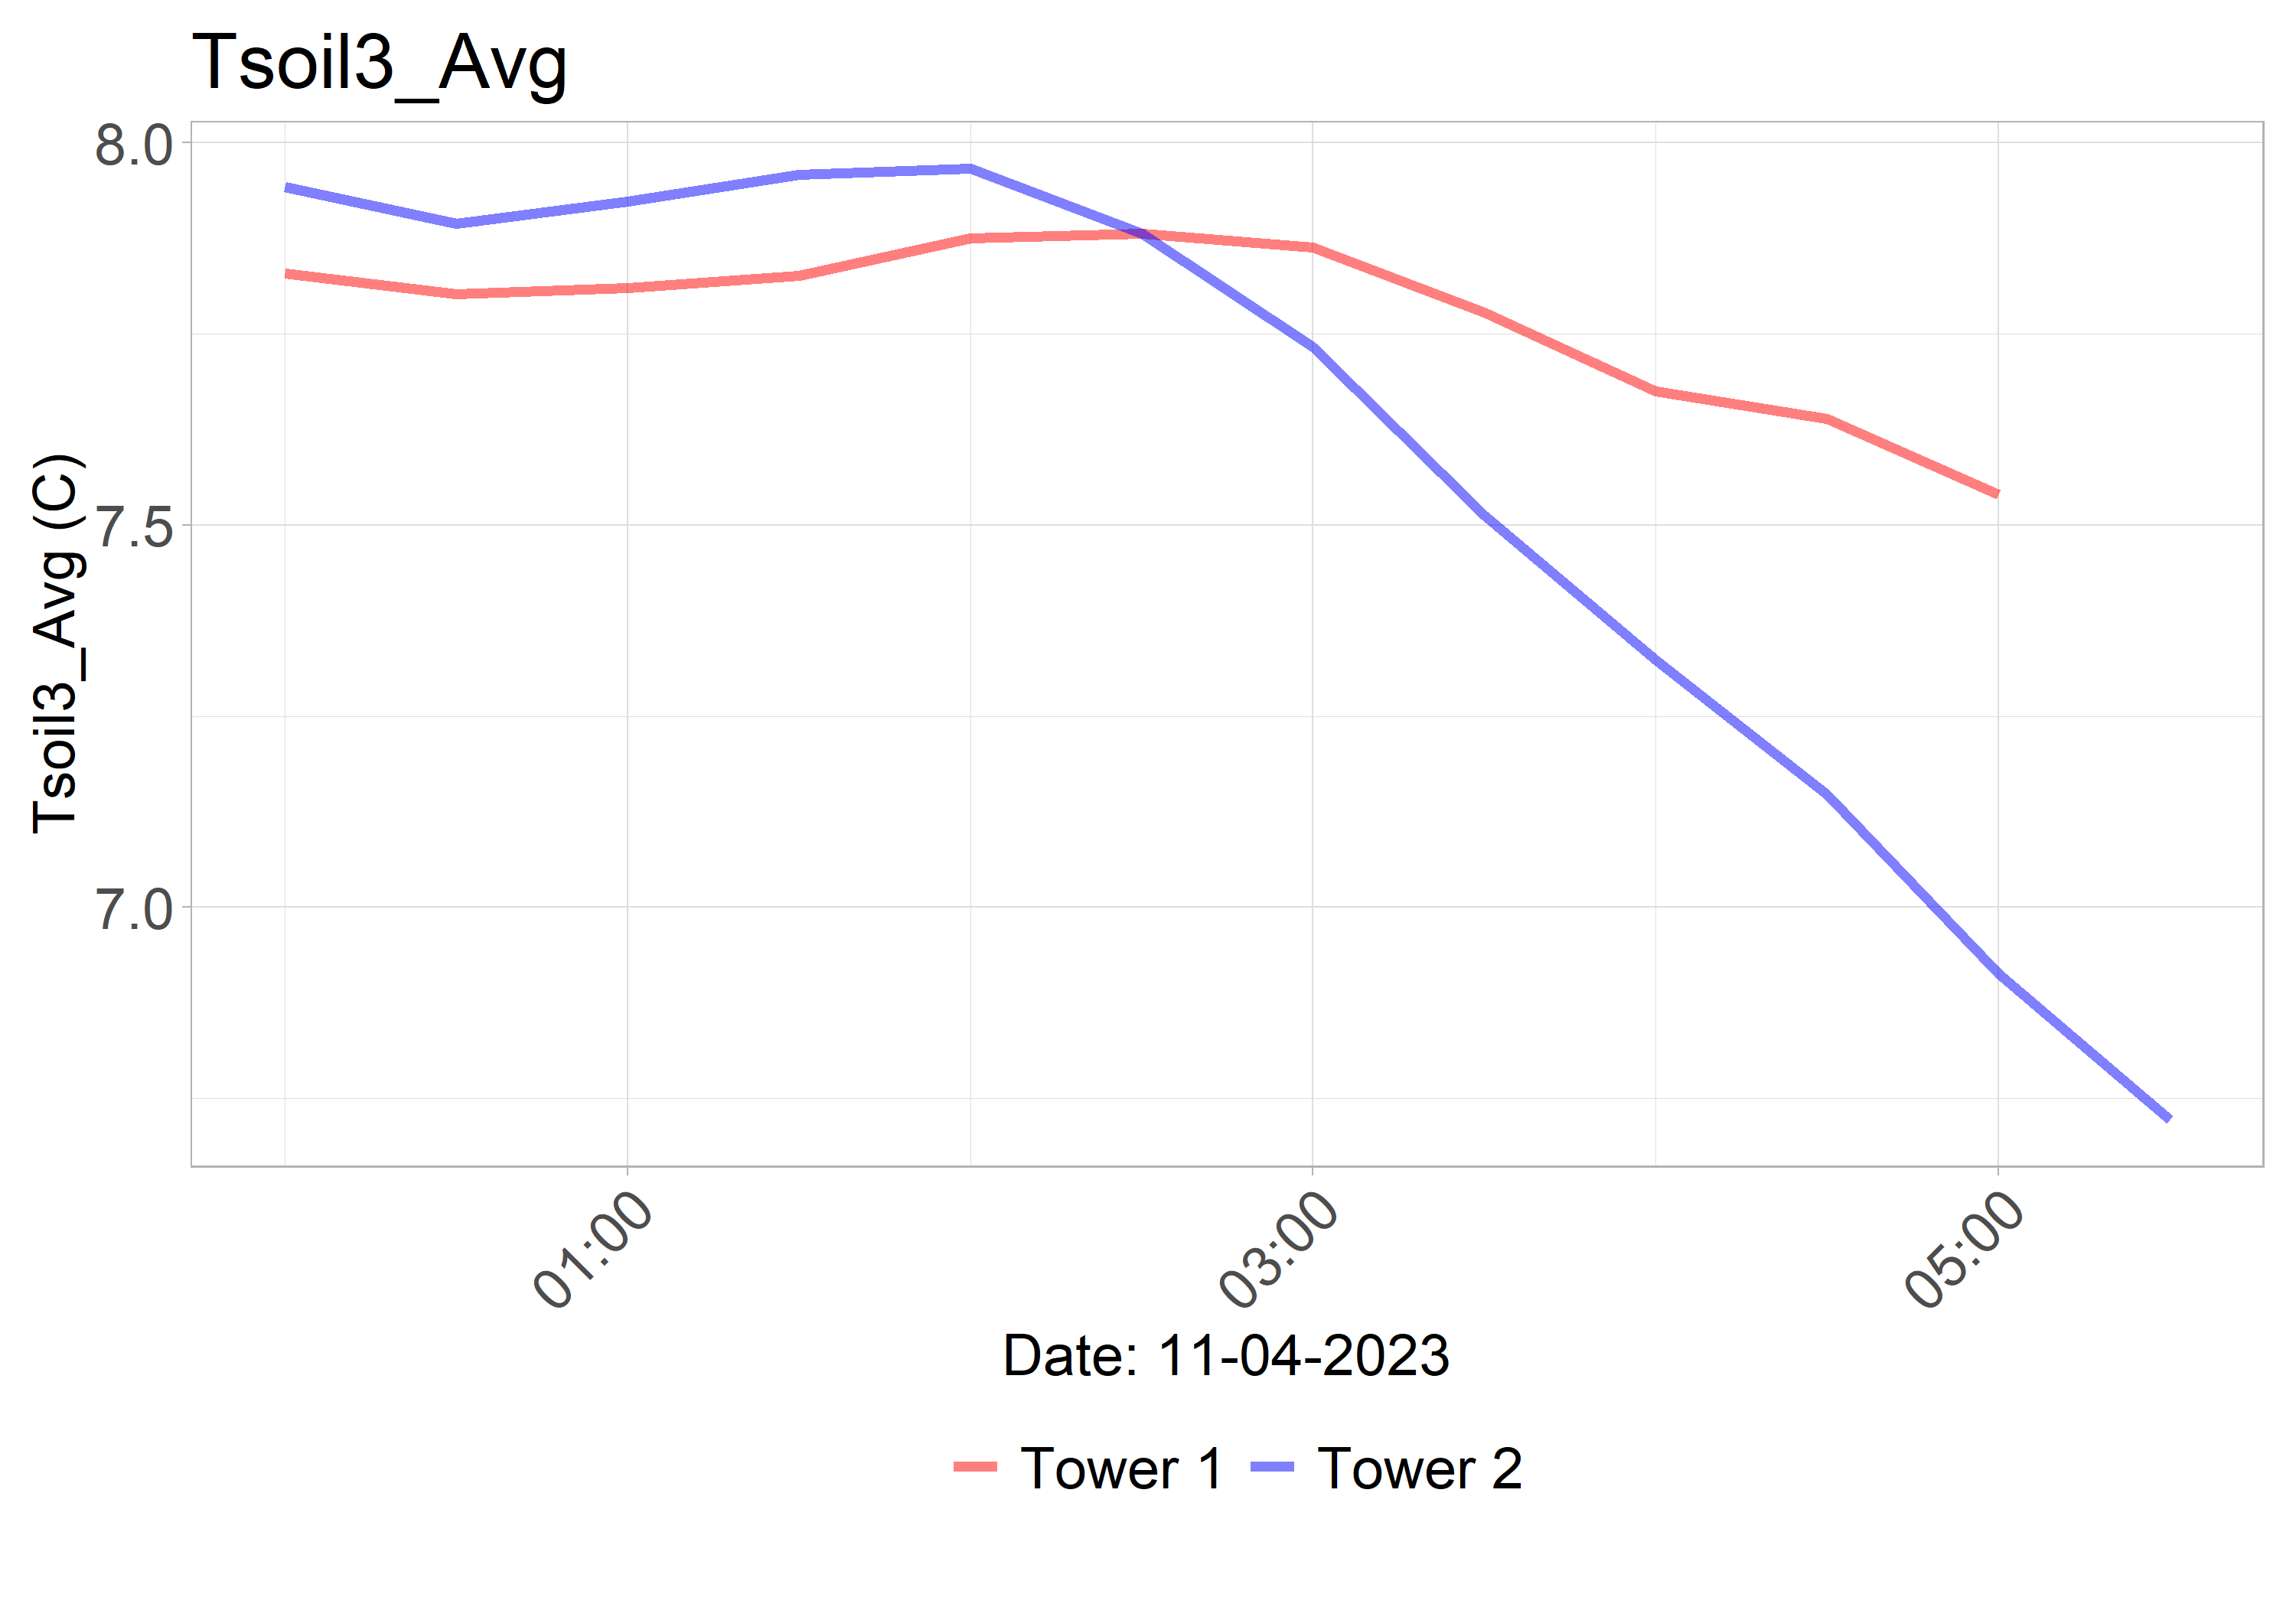 Tsoil3_Avg
Tsoil3_Avg (C)
8.0
7.5
7.0
01:00
03:00
05:00
Date: 11-04-2023
Tower 1
Tower 2